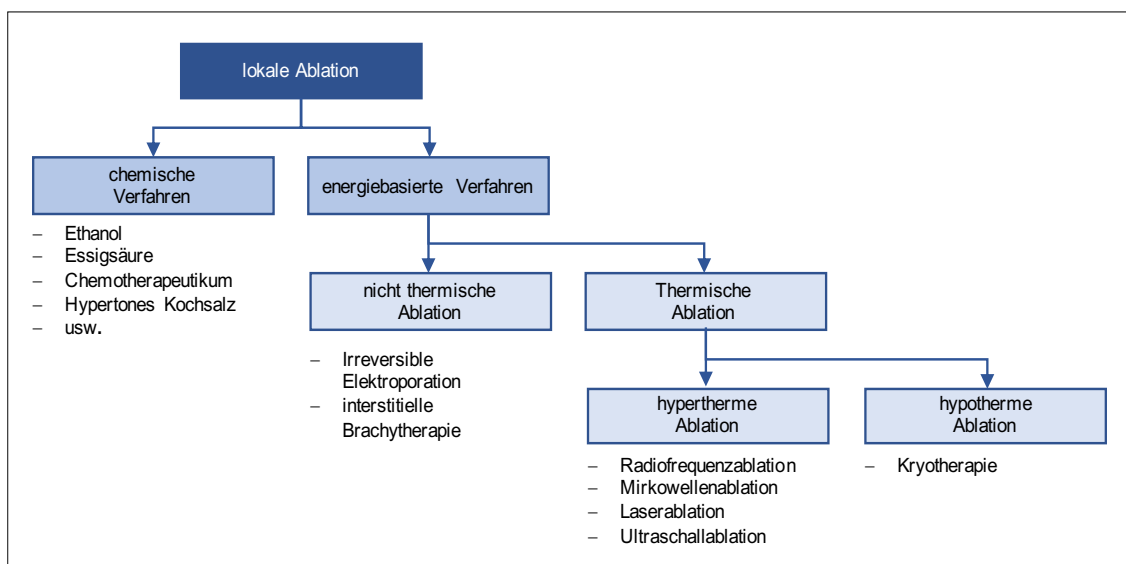 lokale Ablation
chemische
Verfahren
energiebasierte Verfahren
– Ethanol
– Essigsäure
– Chemotherapeutikum
– Hypertones Kochsalz
– usw.
nicht thermische
Ablation
Thermische
Ablation
– Irreversible
Elektroporation
– interstitielle
Brachytherapie
hypertherme
Ablation
hypotherme
Ablation
– Radiofrequenzablation
– Mirkowellenablation
– Laserablation
– Ultraschallablation
– Kryotherapie